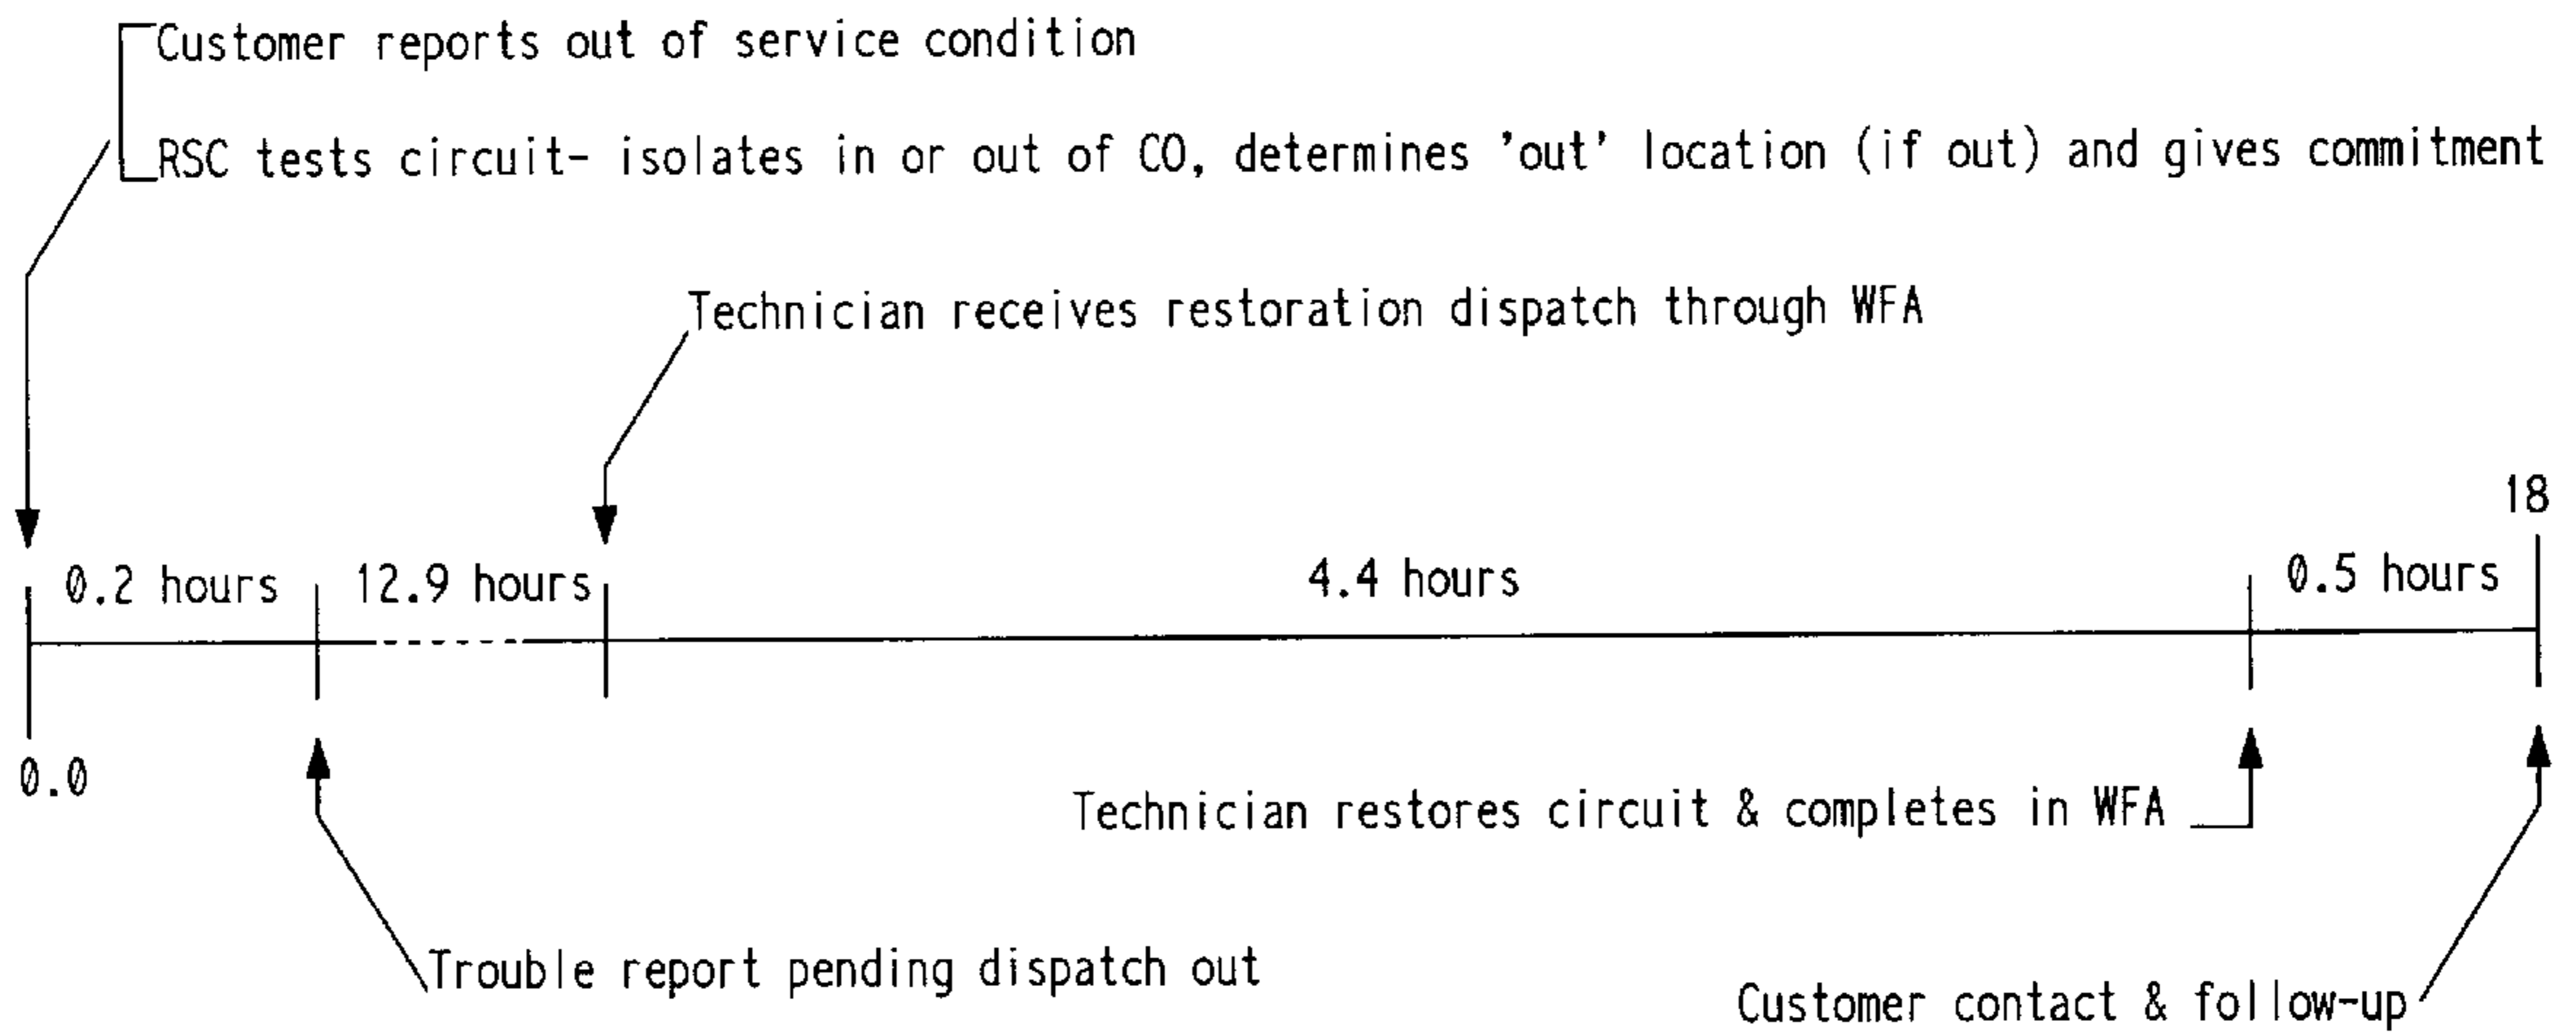 Customer reports out of service condition
RSC tests circuit- isolates in or out of CO, determines 'out' location (if out) and gives commitment
Technician receives restoration dispatch through WFA
18
0.2 hours
12.9 hours
4.4 hours
0.5 hours
0.0
Technician restores circuit & completes in WFA
Trouble report pending dispatch out
Customer contact & follow-up